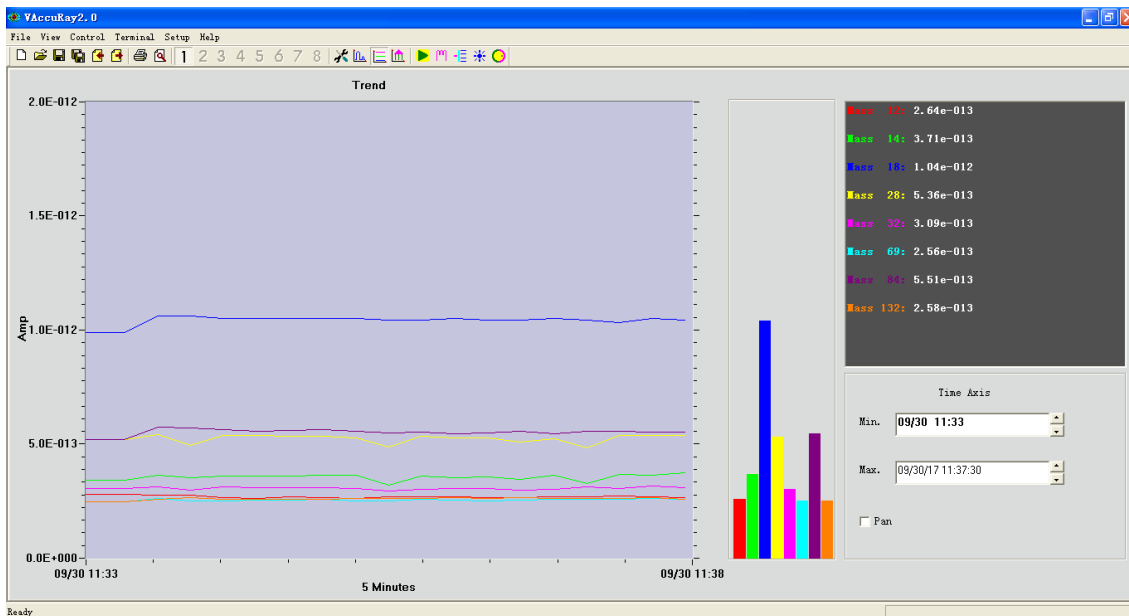 VAccuRay2.0
File View Control Terminal Setup Help
1 2 3 4 5 6 7 8
Trend
2.0E-012
1.5E-012
1.0E-012
5.0E-013
0.0E+000
Amp
09/30 11:33
09/30 11:38
5 Minutes
Mass 12: 2.64e-013
Mass 14: 3.71e-013
Mass 18: 1.04e-012
Mass 28: 5.36e-013
Mass 32: 3.09e-013
Mass 69: 2.56e-013
Mass 84: 5.51e-013
Mass 132: 2.58e-013
Time Axis
Min. 09/30 11:33
Max. 09/30/17 11:37:30
Pan
Ready